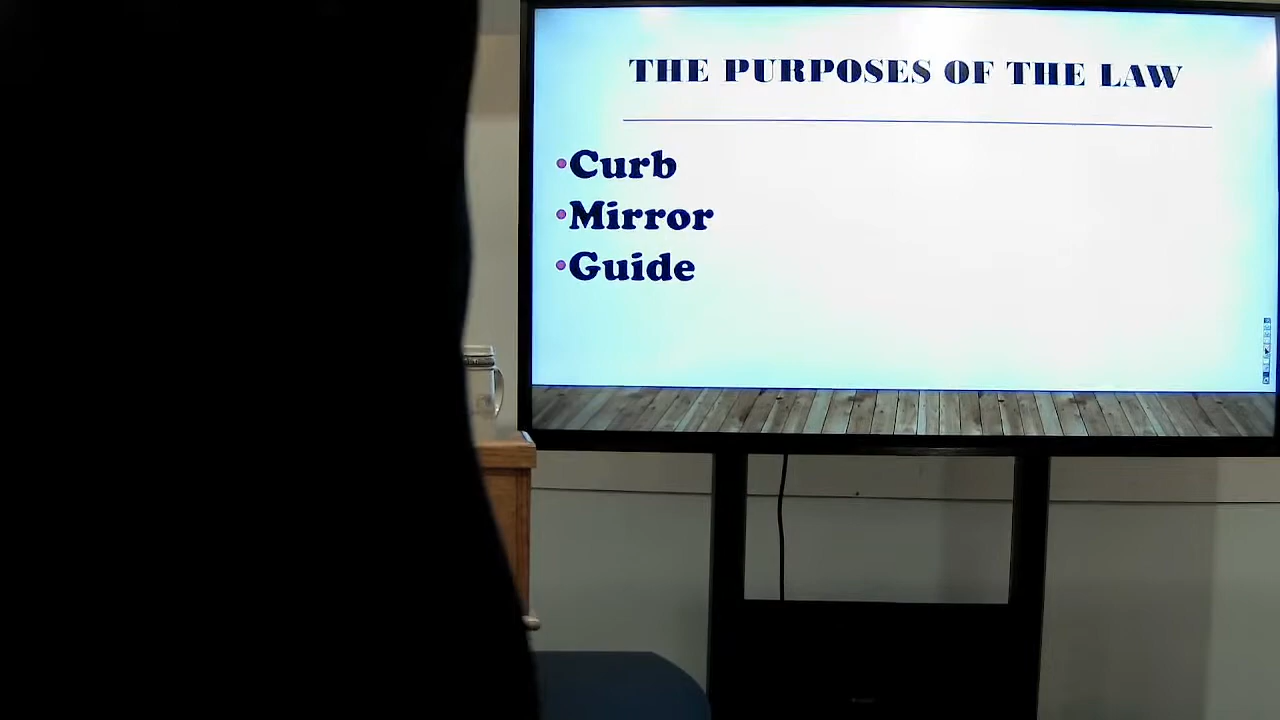 THE PURPOSES OF THE LAW
•Curb
•Mirror
•Guide